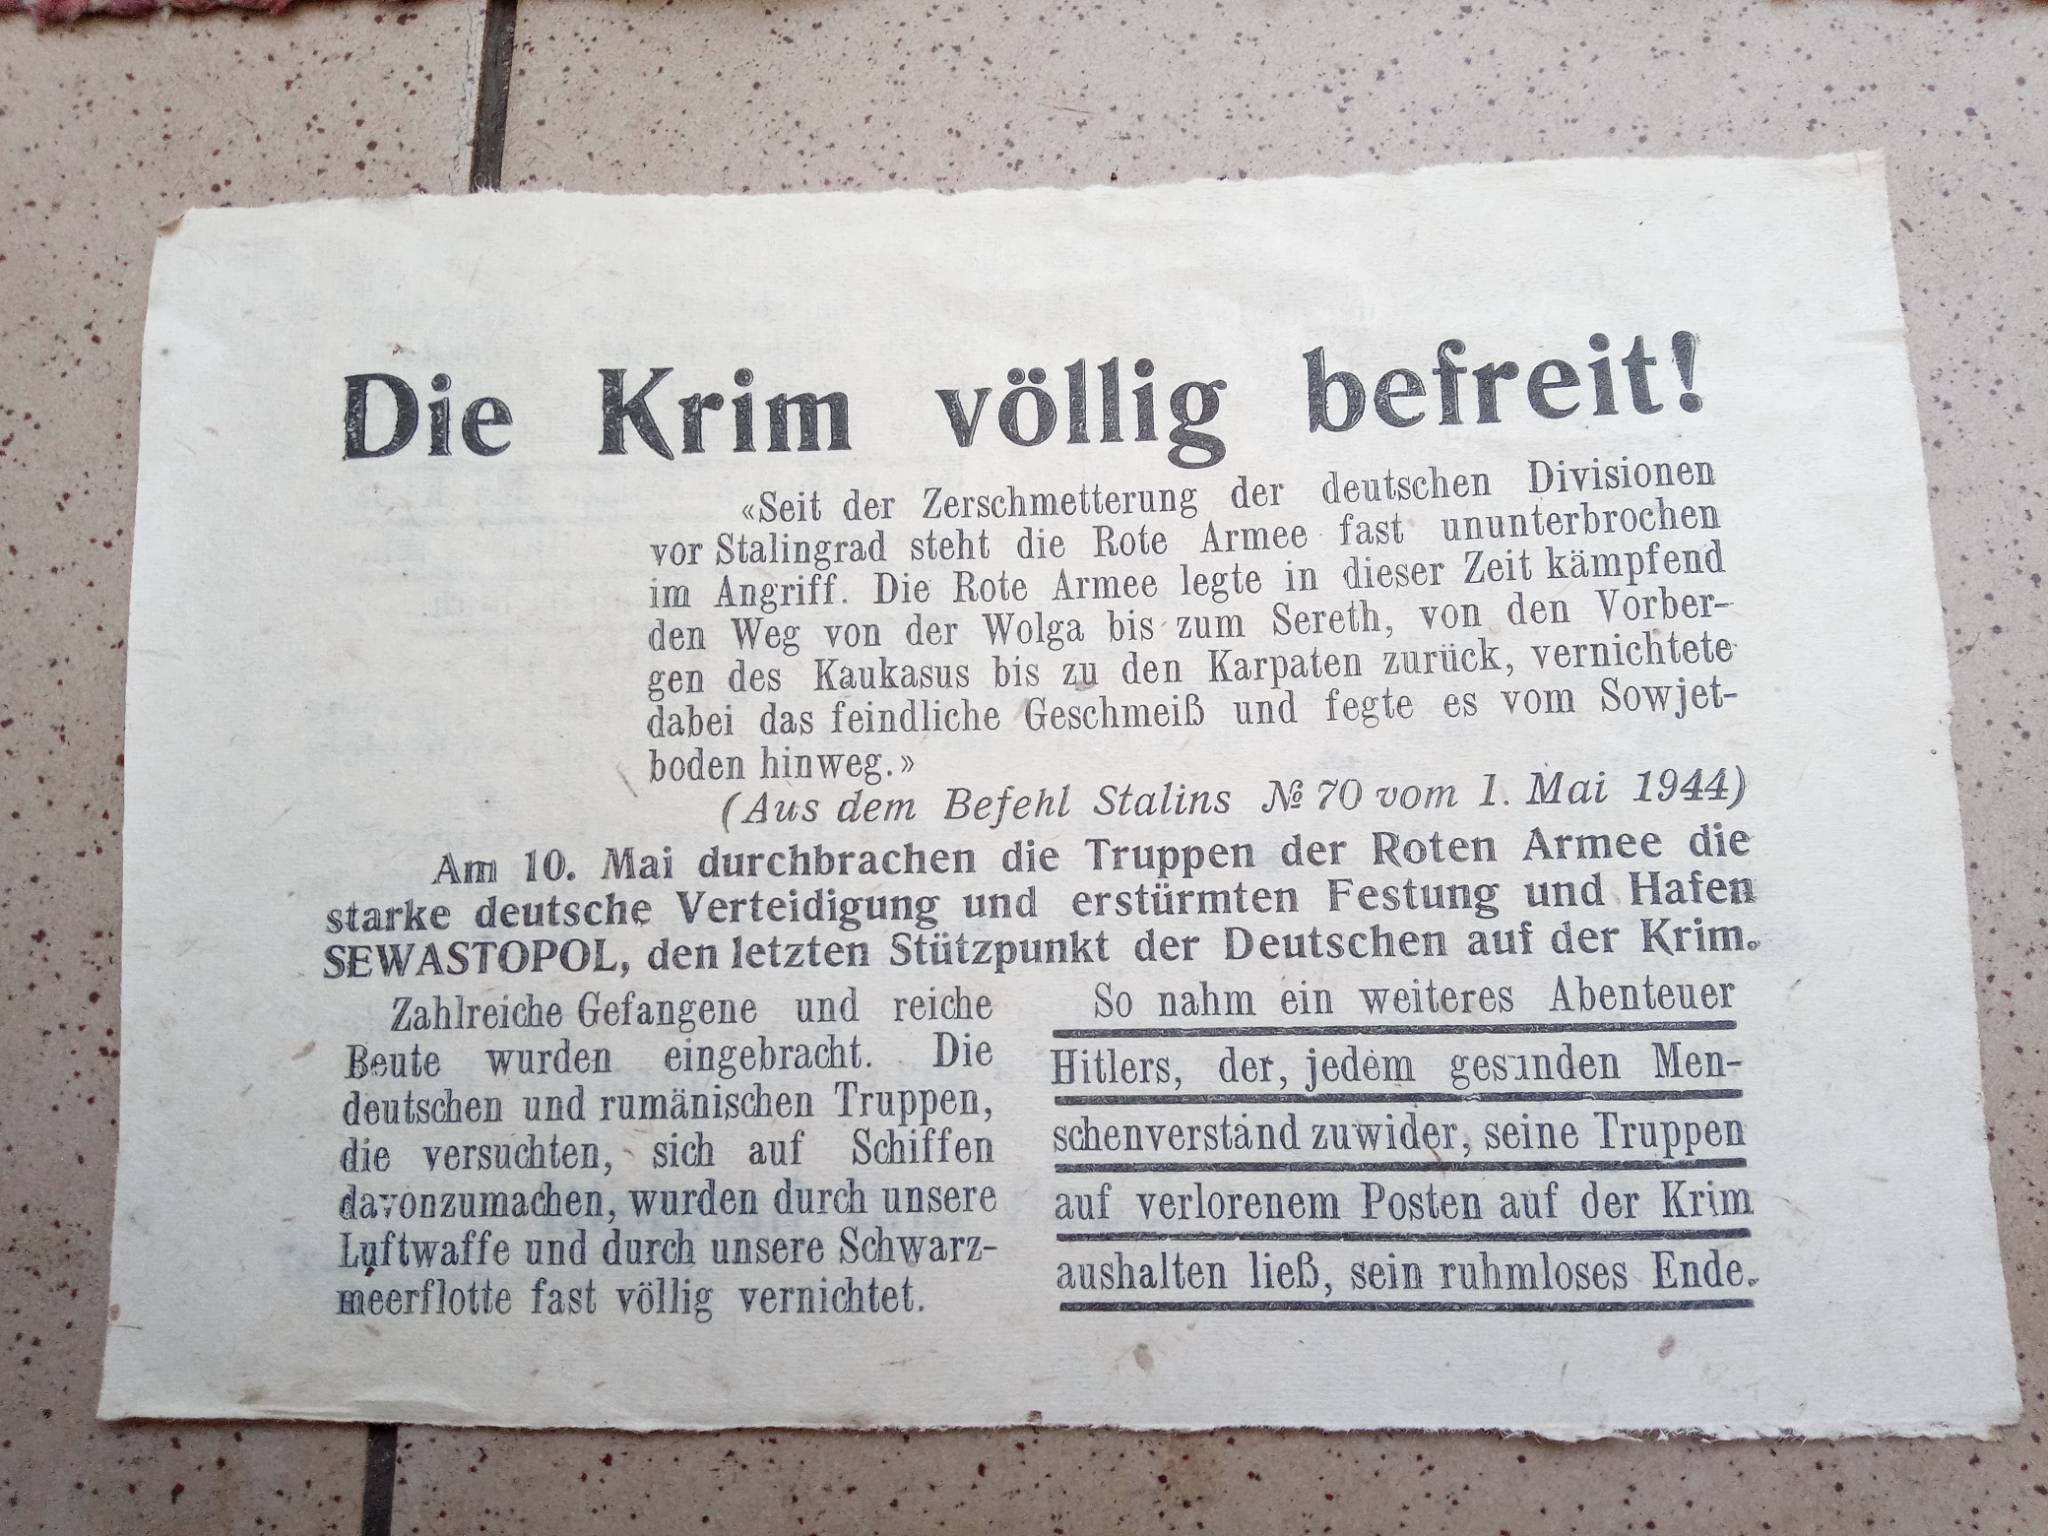 Die Krim völlig befreit!
«Seit der Zerschmetterung der deutschen Divisionen
vor Stalingrad steht die Rote Armee fast ununterbrochen
im Angriff. Die Rote Armee legte in dieser Zeit kämpfend
den Weg von der Wolga bis zum Sereth, von den Vorber-
gen des Kaukasus bis zu den Karpaten zurück, vernichtete
dabei das feindliche Geschmeiß und fegte es vom Sowjet-
boden hinweg.»
(Aus dem Befehl Stalins № 70 vom 1. Mai 1944)
Am 10. Mai durchbrachen die Truppen der Roten Armee die
starke deutsche Verteidigung und erstürmten Festung und Hafen
SEWASTOPOL, den letzten Stützpunkt der Deutschen auf der Krim.
Zahlreiche Gefangene und reiche
Beute wurden eingebracht. Die
deutschen und rumänischen Truppen,
die versuchten, sich auf Schiffen
davonzumachen, wurden durch unsere
Luftwaffe und durch unsere Schwarz-
meerflotte fast völlig vernichtet.
So nahm ein weiteres Abenteuer
Hitlers, der, jedem gesunden Men-
schenverstand zuwider, seine Truppen
auf verlorenem Posten auf der Krim
aushalten ließ, sein ruhmloses Ende.